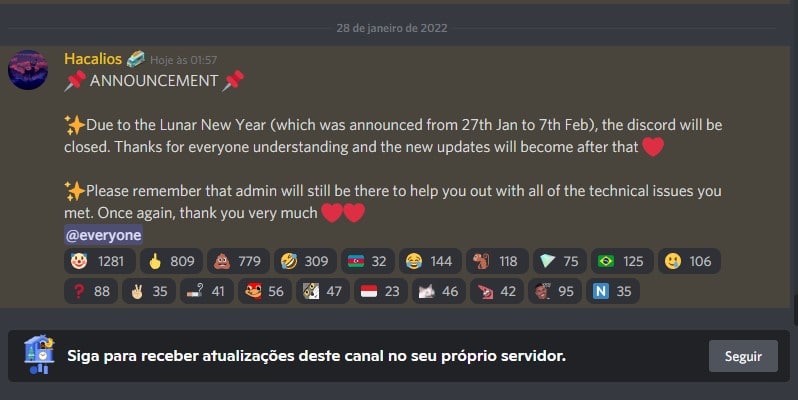 28 de janeiro de 2022
Hacalios Hoje às 01:57
📌 ANNOUNCEMENT 📌
✨Due to the Lunar New Year (which was announced from 27th Jan to 7th Feb), the discord will be
closed. Thanks for everyone understanding and the new updates will become after that ❤️
✨Please remember that admin will still be there to help you out with all of the technical issues you
met. Once again, thank you very much ❤️❤️
@everyone
1281 809 779 309 32 144 118 75 125 106
❓ 88 35 41 56 47 23 46 42 95 N 35
Siga para receber atualizações deste canal no seu próprio servidor. Seguir